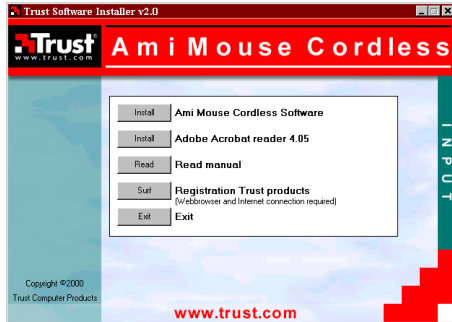 Trust Software Installer v2.0
Trust
www.trust.com
Ami Mouse Cordless
Install Ami Mouse Cordless Software
Install Adobe Acrobat reader 4.05
Read Read manual
Surf Registration Trust products
(Webbrowser and Internet connection required)
Exit Exit
INPUT
Copyright ©2000
Trust Computer Products
www.trust.com